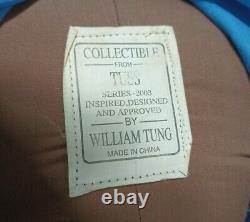 COLLECTIBLE
FROM
TUSS
SERIES-2003
INSPIRED, DESIGNED
AND APPROVED
BY
WILLIAM TUNG
MADE IN CHINA